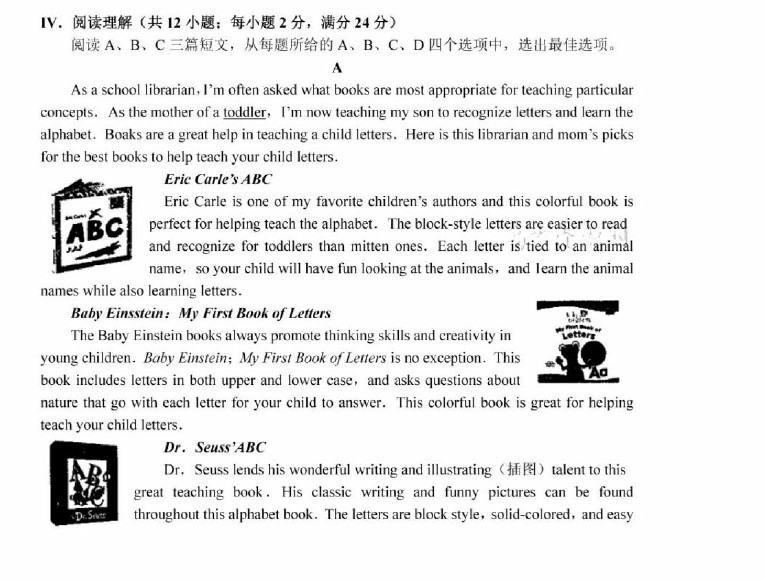 IV. 阅读理解（共 12 小题；每小题 2 分，满分 24 分）
阅读 A、B、C 三篇短文，从每题所给的 A、B、C、D 四个选项中，选出最佳选项。
A
As a school librarian, I'm often asked what books are most appropriate for teaching particular
concepts. As the mother of a toddler, I'm now teaching my son to recognize letters and learn the
alphabet. Boaks are a great help in teaching a child letters. Here is this librarian and mom's picks
for the best books to help teach your child letters.
Eric Carle's ABC
Eric Carle is one of my favorite children's authors and this colorful book is
perfect for helping teach the alphabet. The block-style letters are easier to read
and recognize for toddlers than mitten ones. Each letter is tied to an animal
name, so your child will have fun looking at the animals, and learn the animal
names while also learning letters.
ABC
Baby Einsstein: My First Book of Letters
The Baby Einstein books always promote thinking skills and creativity in
young children. Baby Einstein; My First Book of Letters is no exception. This
book includes letters in both upper and lower case, and asks questions about
nature that go with each letter for your child to answer. This colorful book is great for helping
teach your child letters.
My First Book of
Letters
Aa
Dr. Seuss'ABC
Dr. Seuss lends his wonderful writing and illustrating（插图）talent to this
great teaching book. His classic writing and funny pictures can be found
throughout this alphabet book. The letters are block style, solid-colored, and easy
ABC
Dr. Seuss